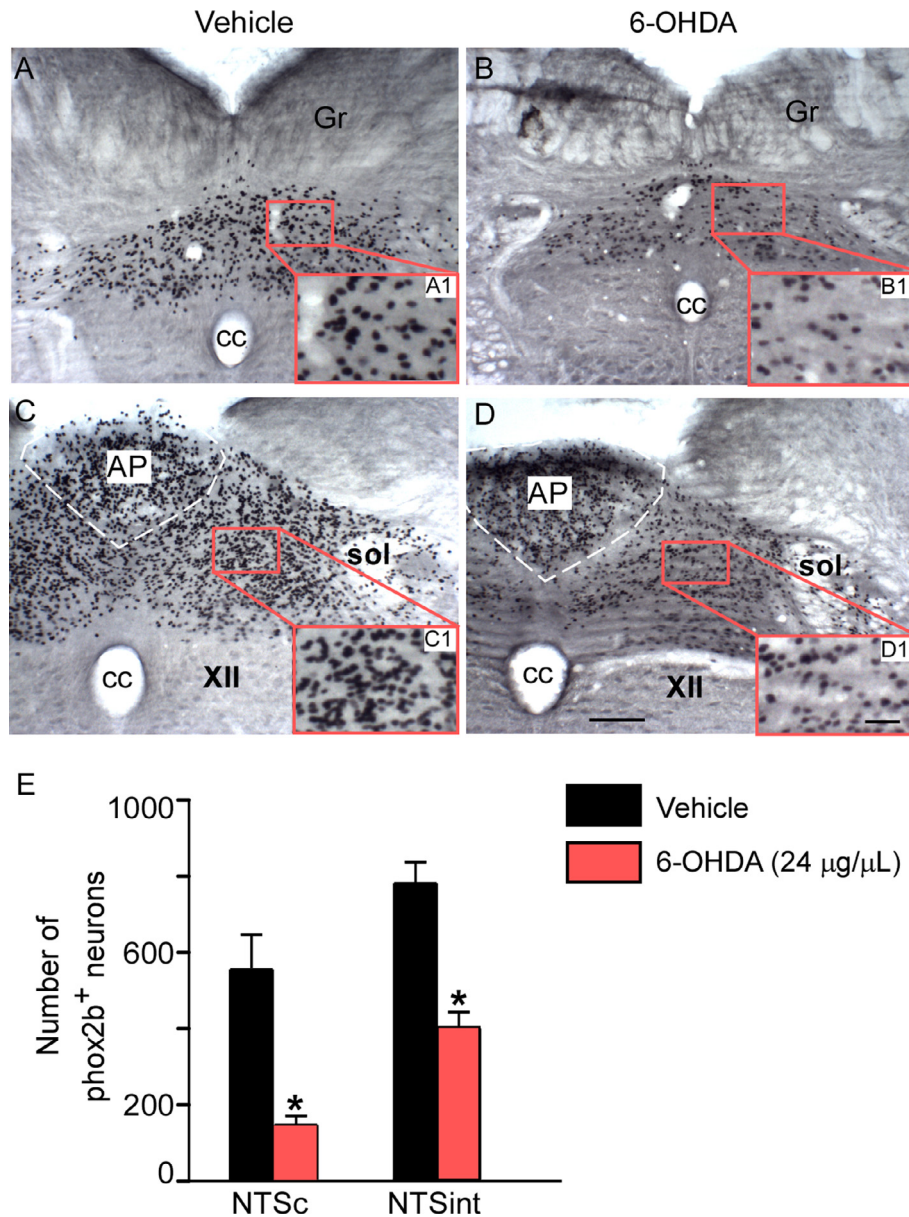 Vehicle
6-OHDA
A
Gr
A1
cc
B
Gr
B1
cc
C
AP
sol
C1
cc
XII
D
AP
sol
D1
cc
XII
E
Number of
phox2b+ neurons
1000
600
200
0
NTSc
NTSint
*
*
Vehicle
6-OHDA (24 μg/μL)